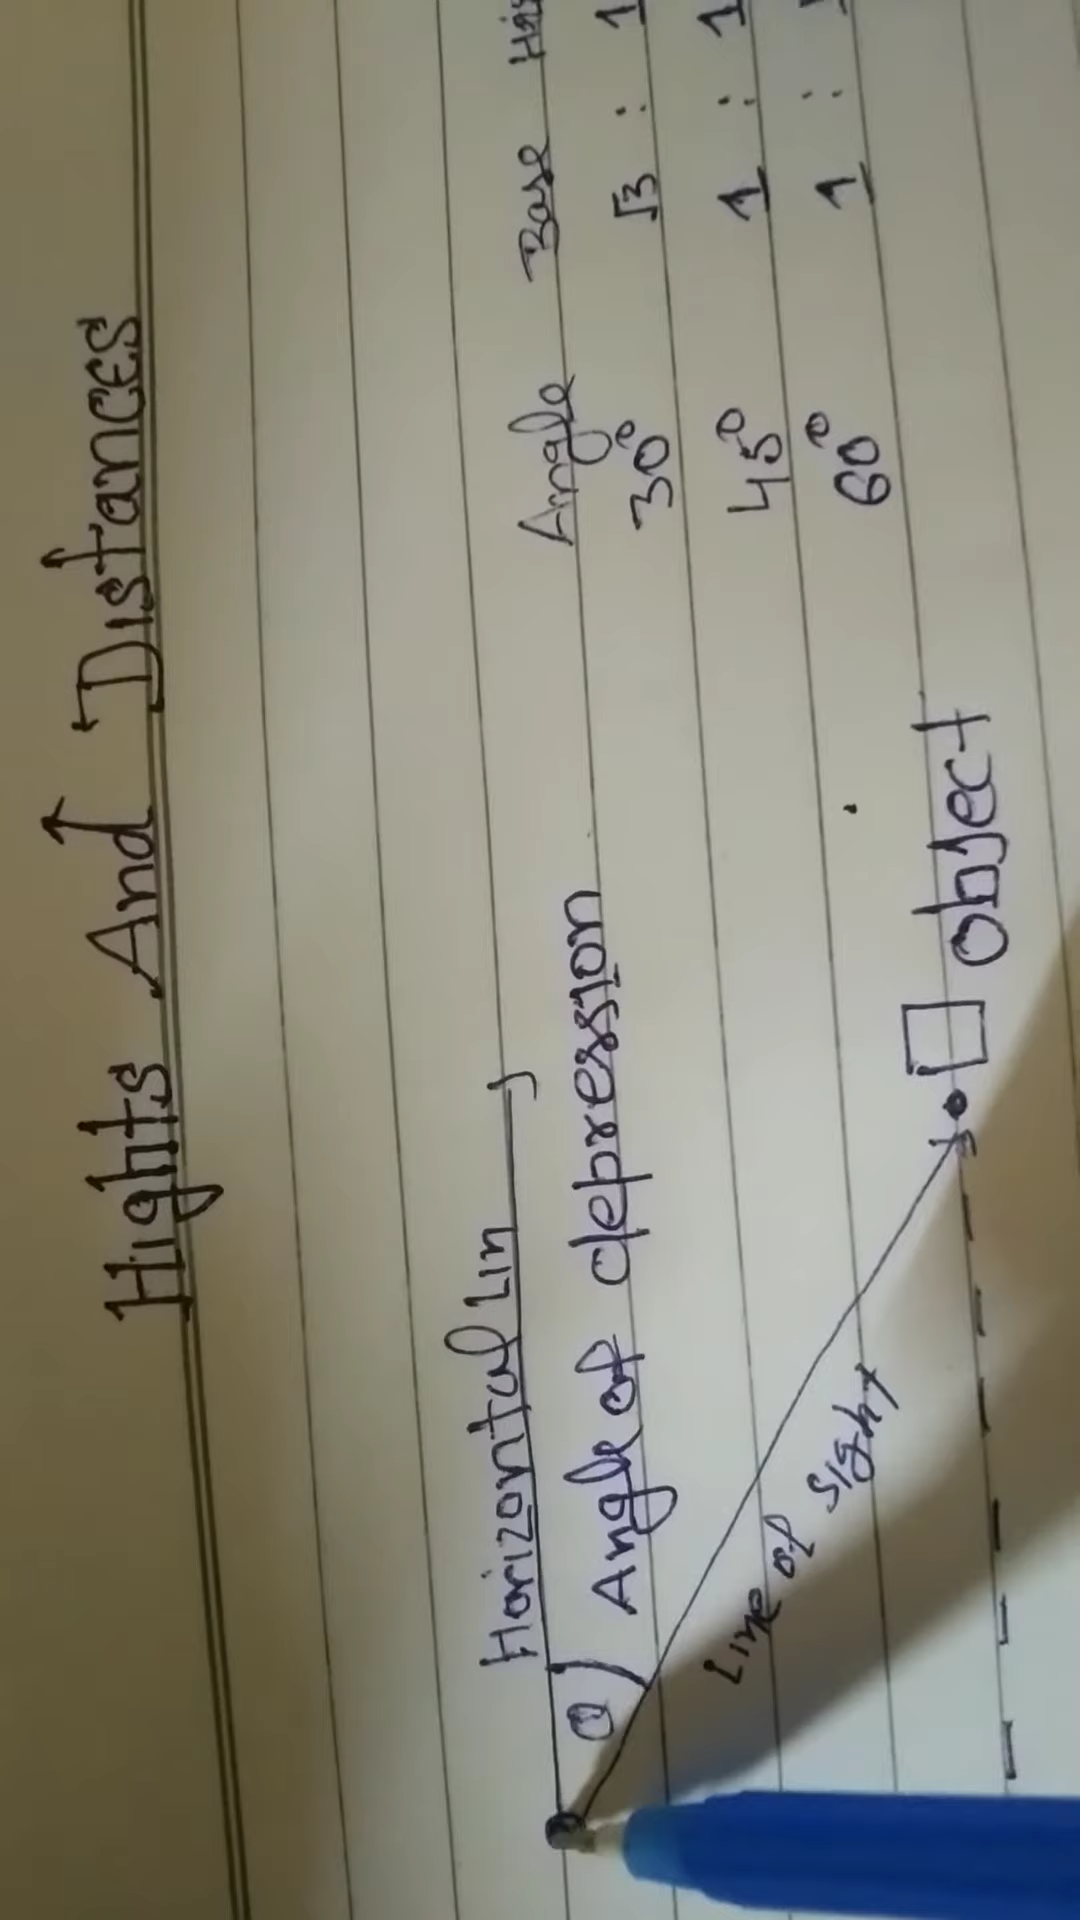 Hights And Distances
Horizontal Lin
Angle of depression
Line of sight
object
Angle Base
30° √3 : 1
45° 1 : 1
60° 1 :